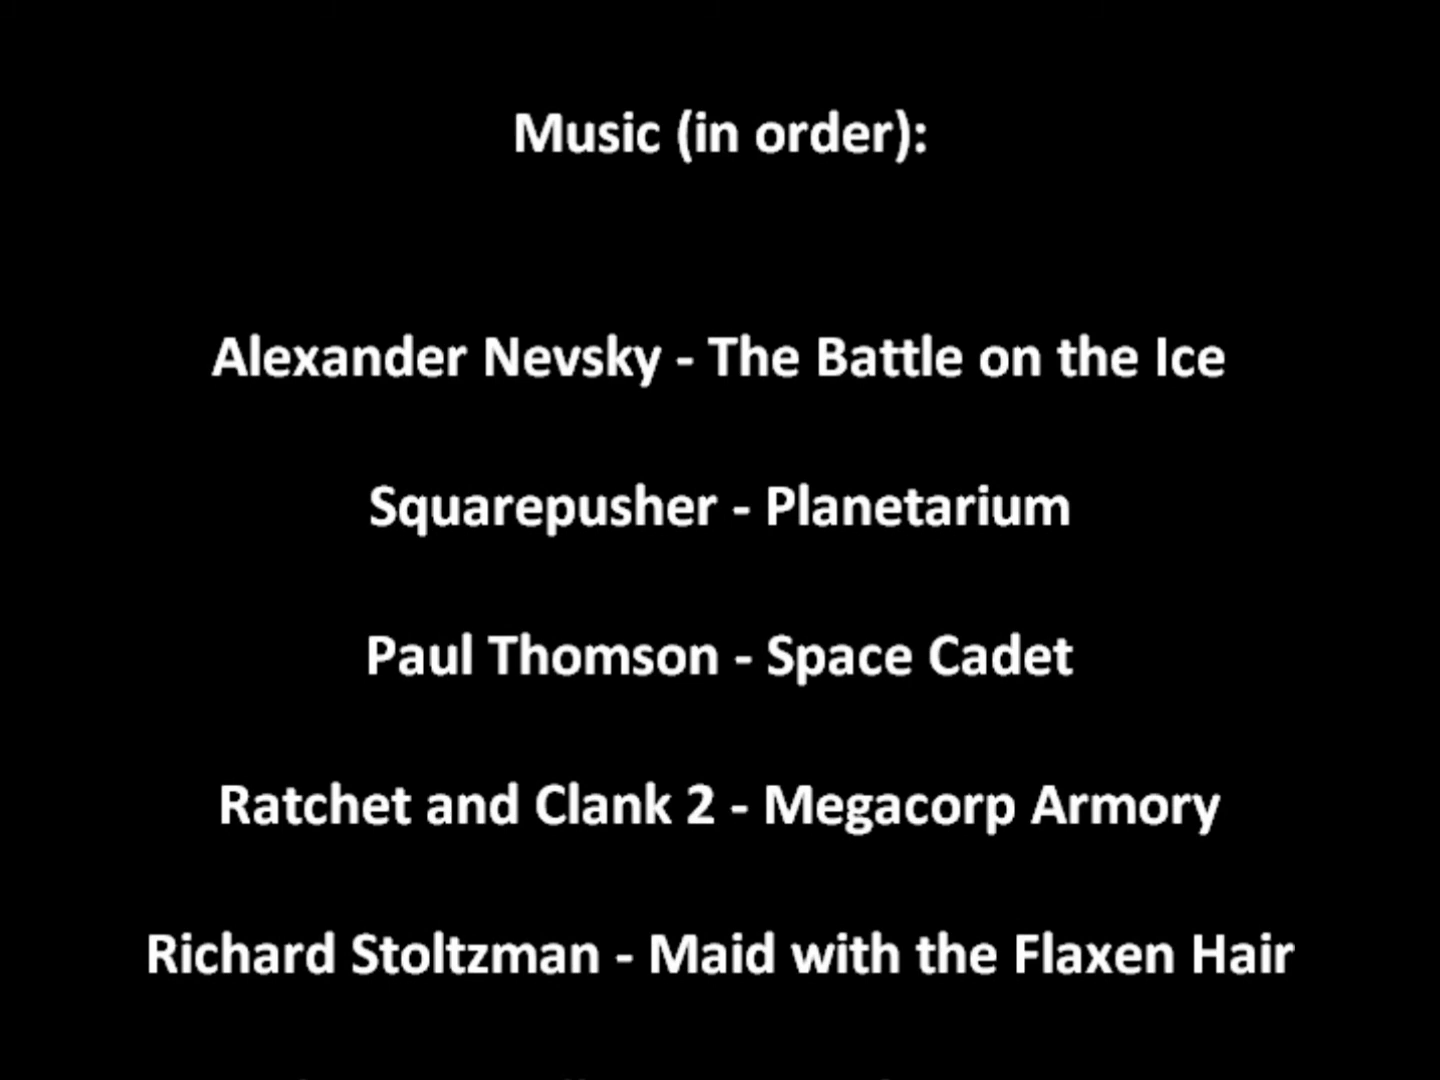 Music (in order):
Alexander Nevsky - The Battle on the Ice
Squarepusher - Planetarium
Paul Thomson - Space Cadet
Ratchet and Clank 2 - Megacorp Armory
Richard Stoltzman - Maid with the Flaxen Hair